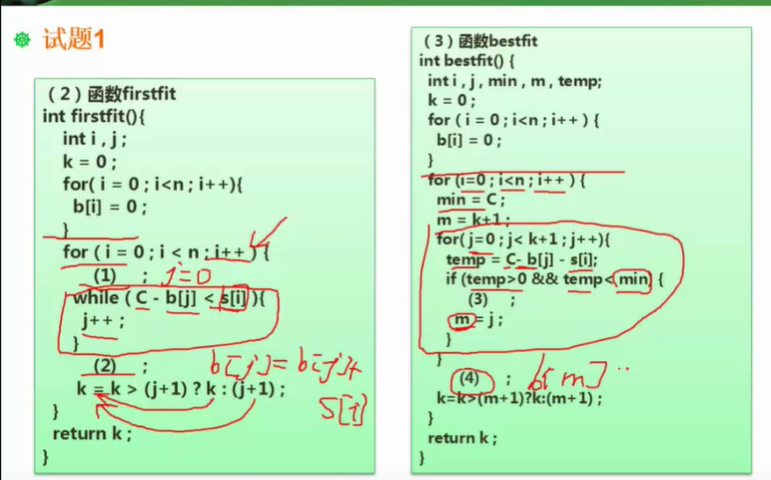 试题1
(2)函数firstfit
int firstfit(){
int i , j ;
k = 0 ;
for( i = 0 ; i<n ; i++){
b[i] = 0 ;
}
for ( i = 0 ; i < n ; i++){
(1) ; j=0
while ( C - b[j] < s[i] ){
j++ ;
}
(2) ; b[j]=b[j]+
s[i]
k = k > (j+1) ? k : (j+1) ;
}
return k ;
}
(3)函数bestfit
int bestfit() {
int i , j , min , m , temp;
k = 0 ;
for ( i = 0 ; i<n ; i++ ) {
b[i] = 0 ;
}
for (i=0 ; i<n ; i++ ) {
min = C ;
m = k+1 ;
for( j=0 ; j< k+1 ; j++){
temp = C- b[j] - s[i];
if (temp>0 && temp<min) {
(3) ;
m = j ;
}
}
(4) ; b[m] ..
k=k>(m+1)?k:(m+1) ;
}
return k ;
}